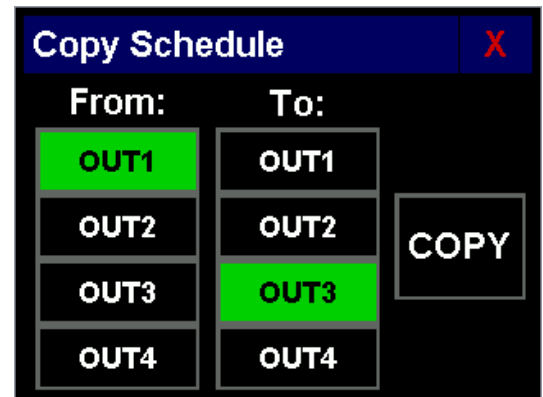 Copy Schedule X
From: To:
OUT1 OUT1
OUT2 OUT2
COPY
OUT3 OUT3
OUT4 OUT4